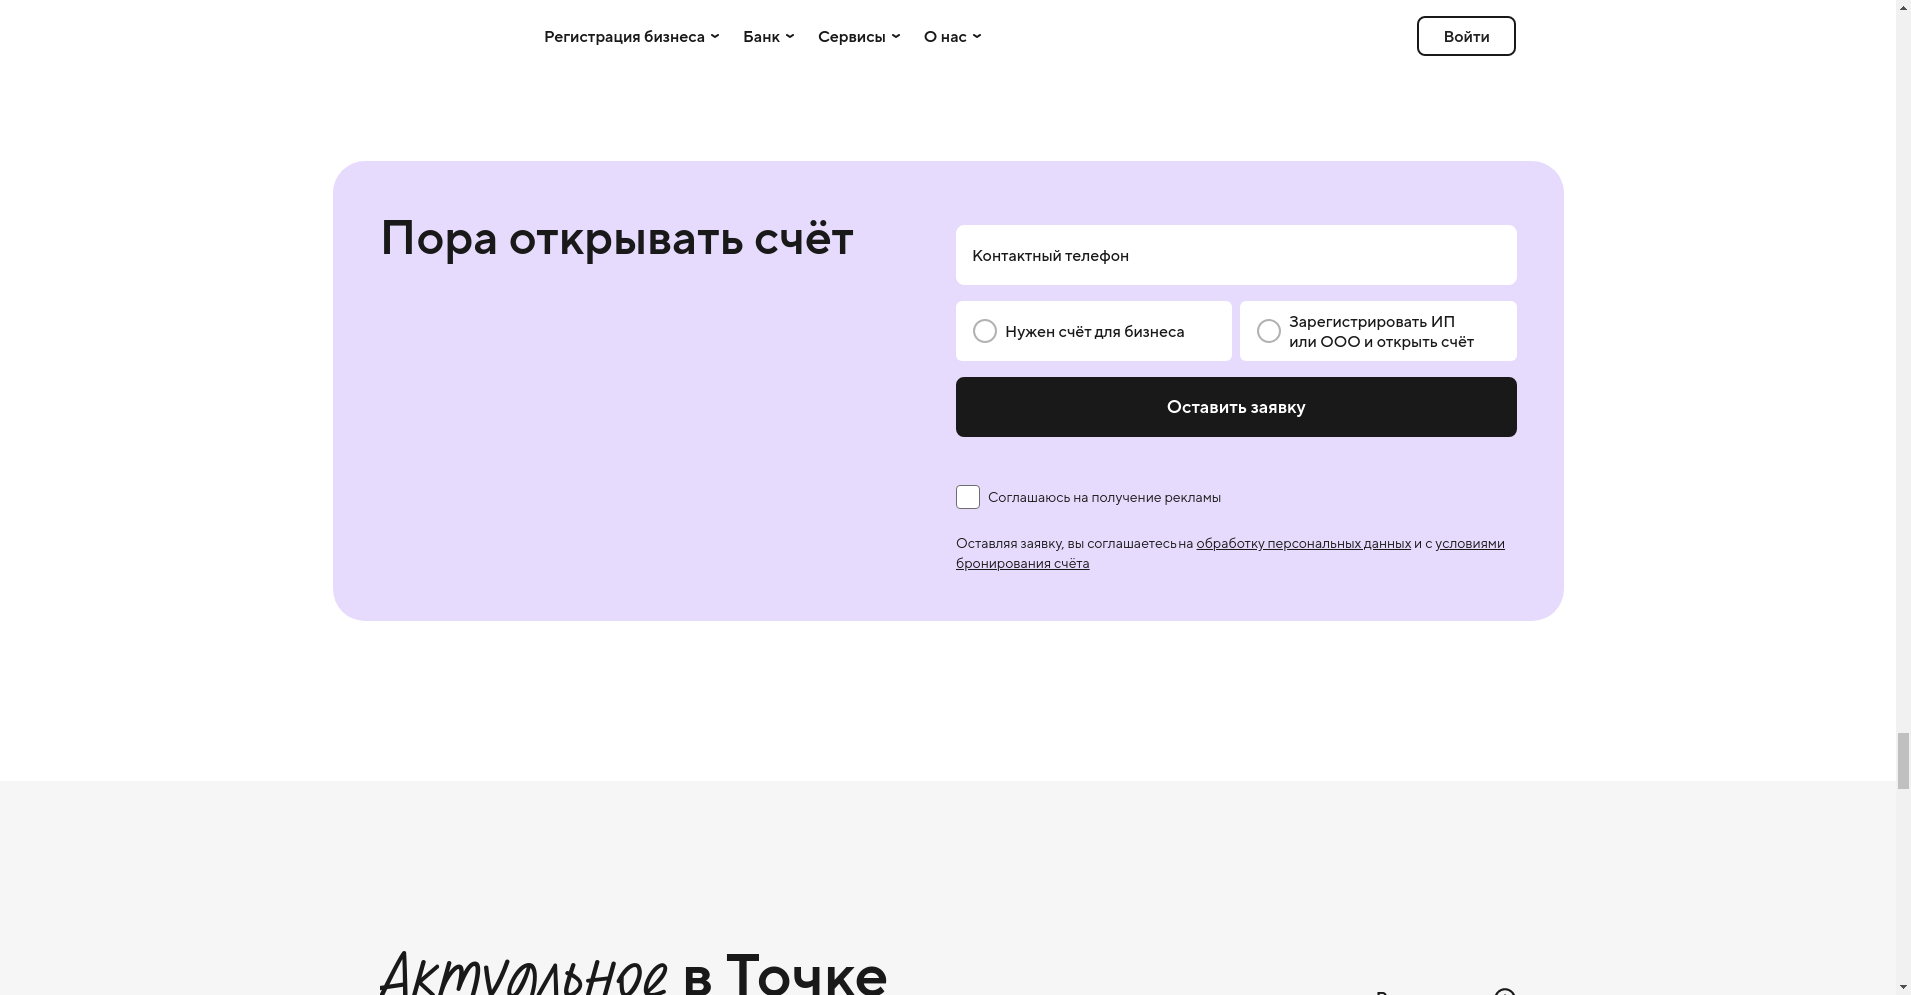 Регистрация бизнеса
Банк
Сервисы
О нас
Войти
Пора открывать счёт
Контактный телефон
Нужен счёт для бизнеса
Зарегистрировать ИП
или ООО и открыть счёт
Оставить заявку
Соглашаюсь на получение рекламы
Оставляя заявку, вы соглашаетесь на обработку персональных данных и с условиями
бронирования счёта
Актуальное в Точке